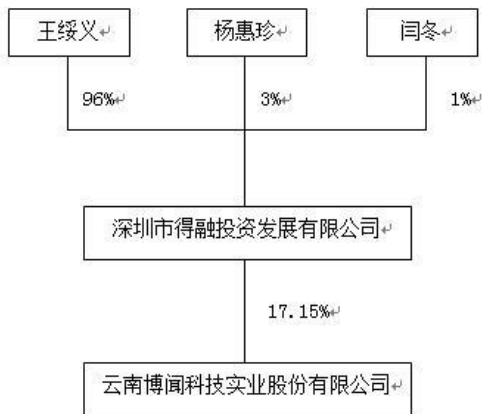 王绥义
杨惠珍
闫冬
96%
3%
1%
深圳市得融投资发展有限公司
17.15%
云南博闻科技实业股份有限公司